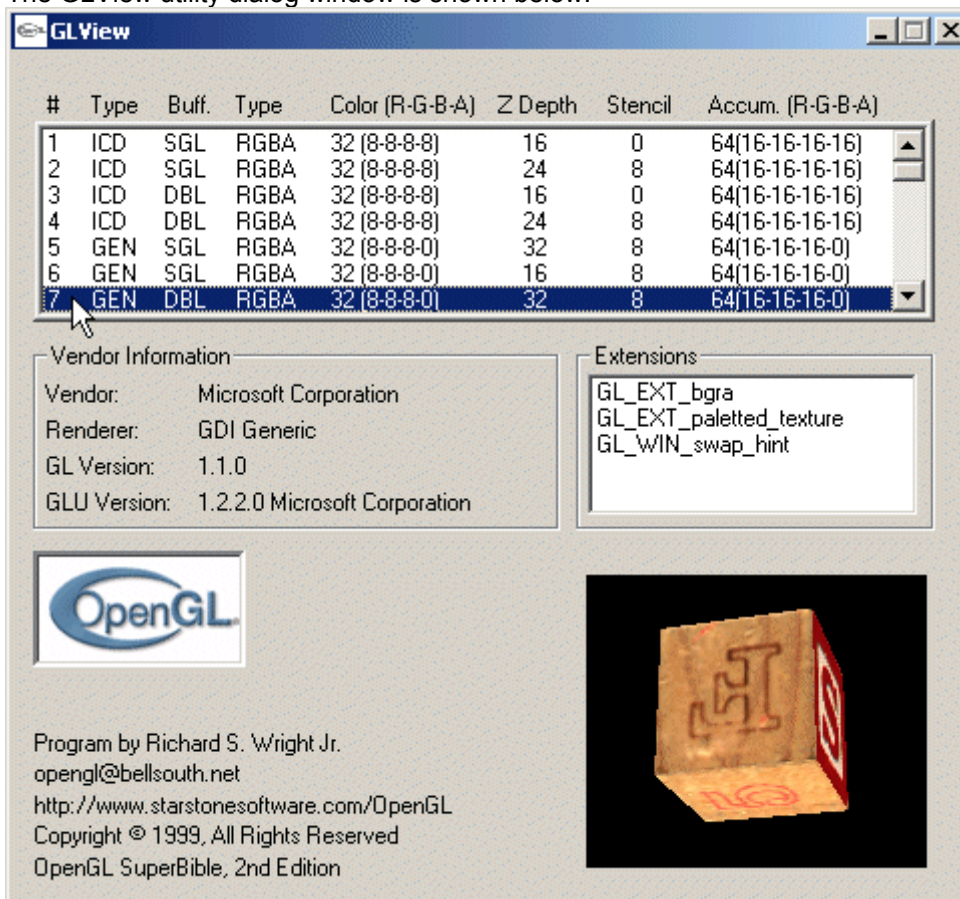 The GLView utility dialog window is shown below:
GLView
# Type Buff. Type Color (R-G-B-A) Z Depth Stencil Accum. (R-G-B-A)
1 ICD SGL RGBA 32 (8-8-8-8) 16 0 64(16-16-16-16)
2 ICD SGL RGBA 32 (8-8-8-8) 24 8 64(16-16-16-16)
3 ICD DBL RGBA 32 (8-8-8-8) 16 0 64(16-16-16-16)
4 ICD DBL RGBA 32 (8-8-8-8) 24 8 64(16-16-16-16)
5 GEN SGL RGBA 32 (8-8-8-0) 32 8 64(16-16-16-0)
6 GEN SGL RGBA 32 (8-8-8-0) 16 8 64(16-16-16-0)
7 GEN DBL RGBA 32 (8-8-8-0) 32 8 64(16-16-16-0)
Vendor Information
Vendor: Microsoft Corporation
Renderer: GDI Generic
GL Version: 1.1.0
GLU Version: 1.2.2.0 Microsoft Corporation
Extensions
GL_EXT_bgra
GL_EXT_paletted_texture
GL_WIN_swap_hint
OpenGL.
Program by Richard S. Wright Jr.
opengl@bellsouth.net
http://www.starstonesoftware.com/OpenGL
Copyright © 1999, All Rights Reserved
OpenGL SuperBible, 2nd Edition